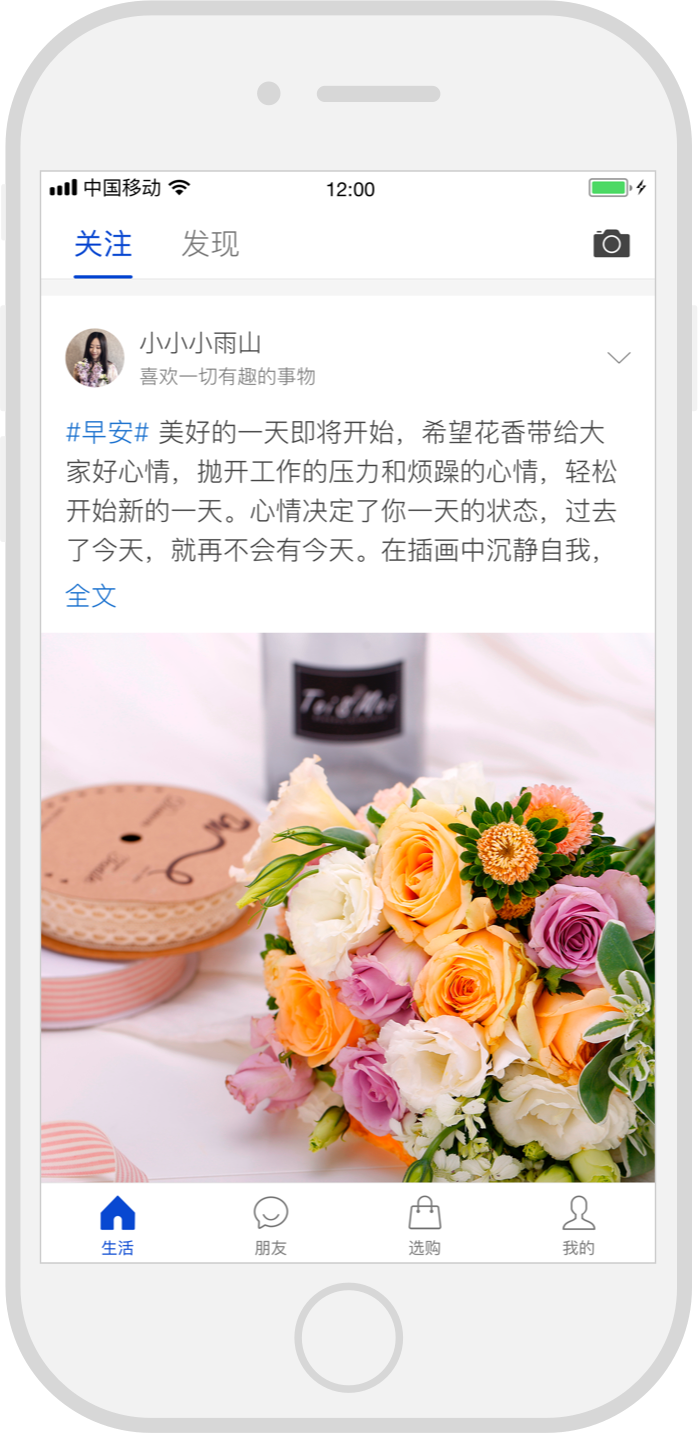 中国移动 12:00
关注 发现
小小小雨山
喜欢一切有趣的事物
#早安# 美好的一天即将开始，希望花香带给大
家好心情，抛开工作的压力和烦躁的心情，轻松
开始新的一天。心情决定了你一天的状态，过去
了今天，就再不会有今天。在插画中沉静自我，
全文
生活 朋友 选购 我的